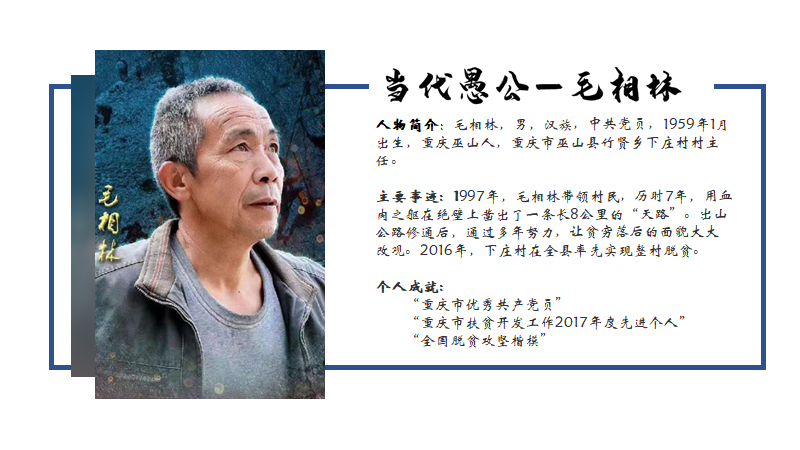 当代愚公—毛相林
毛相林
人物简介：毛相林，男，汉族，中共党员，1959年1月
出生，重庆巫山人，重庆市巫山县竹贤乡下庄村村主
任。
主要事迹：1997年，毛相林带领村民，历时7年，用血
肉之躯在绝壁上凿出了一条长8公里的“天路”。出山
公路修通后，通过多年努力，让贫穷落后的面貌大大
改观。2016年，下庄村在全县率先实现整村脱贫。
个人成就：
“重庆市优秀共产党员”
“重庆市扶贫开发工作2017年度先进个人”
“全国脱贫攻坚楷模”